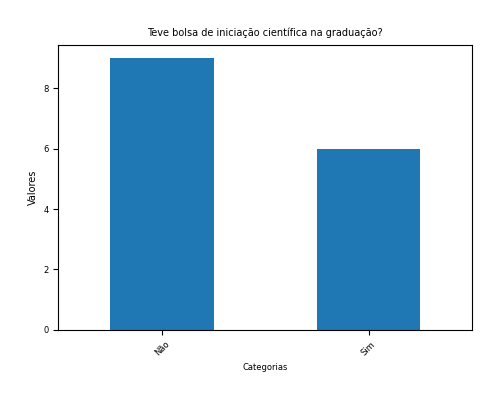 Teve bolsa de iniciação científica na graduação?
Valores
8
6
4
2
0
Não
Sim
Categorias